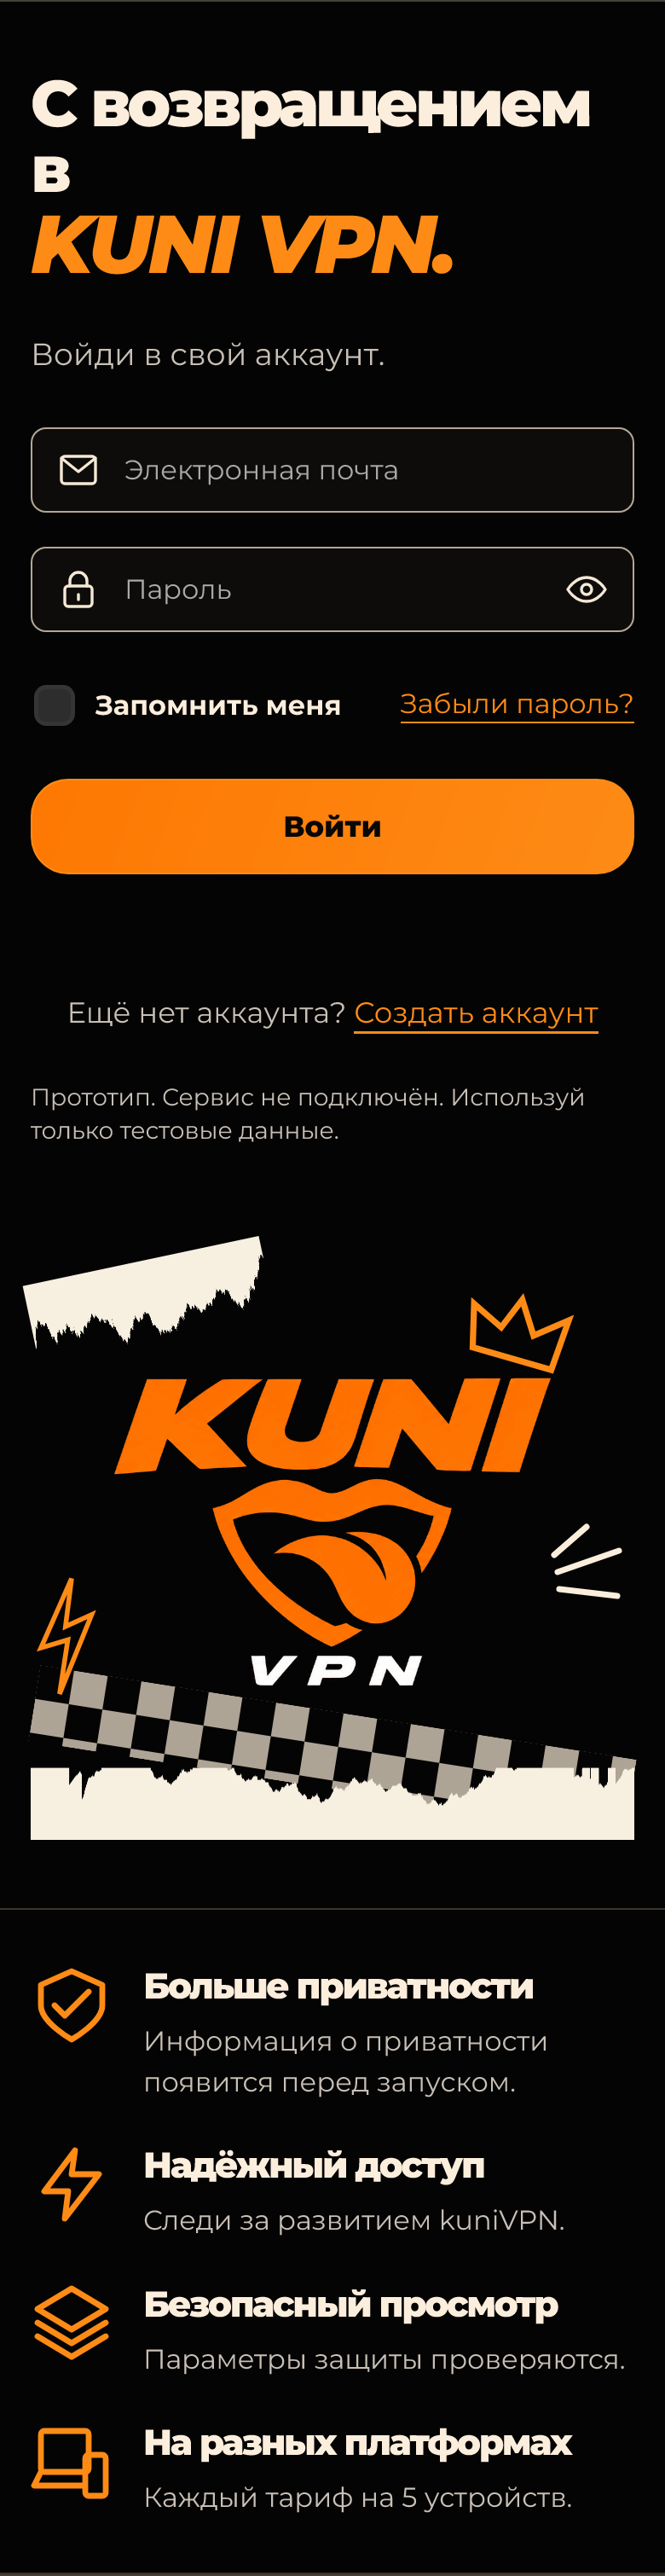 С возвращением
в
KUNI VPN.
Войди в свой аккаунт.
Электронная почта
Пароль
Запомнить меня
Забыли пароль?
Войти
Ещё нет аккаунта? Создать аккаунт
Прототип. Сервис не подключён. Используй
только тестовые данные.
KUNI
VPN
Больше приватности
Информация о приватности
появится перед запуском.
Надёжный доступ
Следи за развитием kuniVPN.
Безопасный просмотр
Параметры защиты проверяются.
На разных платформах
Каждый тариф на 5 устройств.